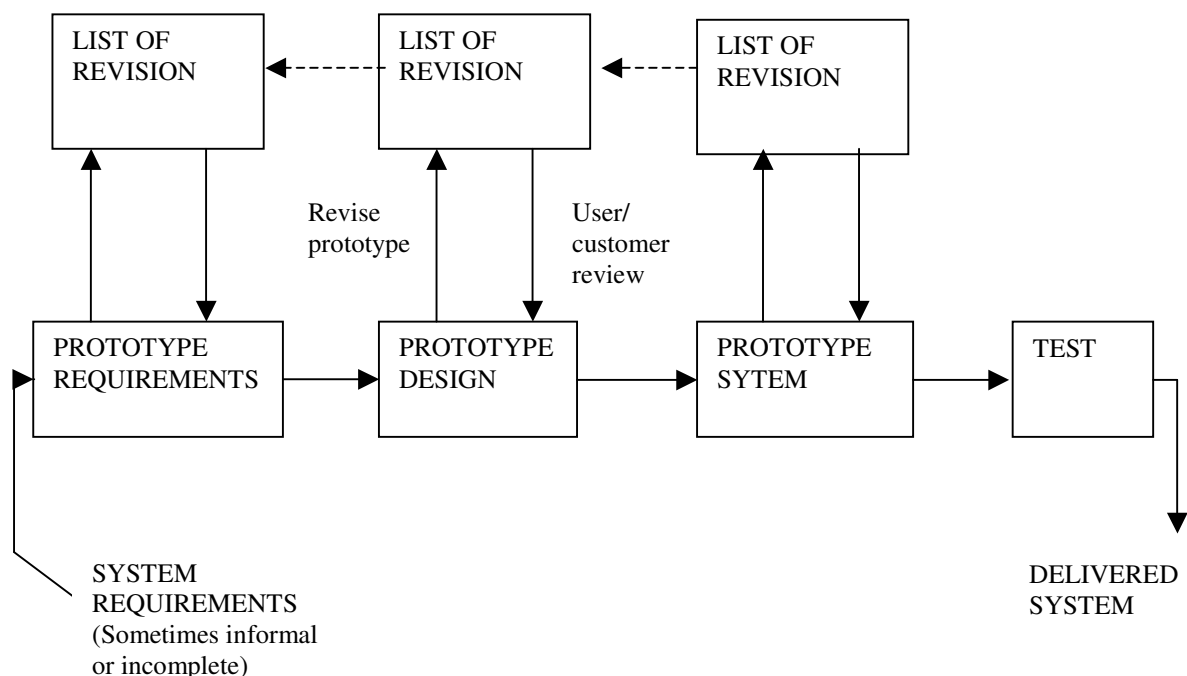 LIST OF
REVISION
LIST OF
REVISION
LIST OF
REVISION
Revise
prototype
User/
customer
review
PROTOTYPE
REQUIREMENTS
PROTOTYPE
DESIGN
PROTOTYPE
SYTEM
TEST
SYSTEM
REQUIREMENTS
(Sometimes informal
or incomplete)
DELIVERED
SYSTEM